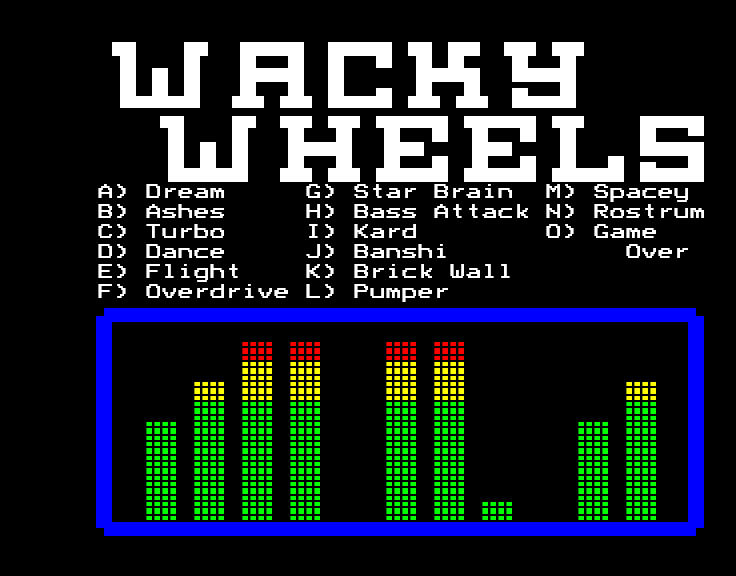 WACKY
WHEELS
A) Dream G) Star Brain M) Spacey
B) Ashes H) Bass Attack N) Rostrum
C) Turbo I) Kard O) Game
D) Dance J) Banshi Over
E) Flight K) Brick Wall
F) Overdrive L) Pumper